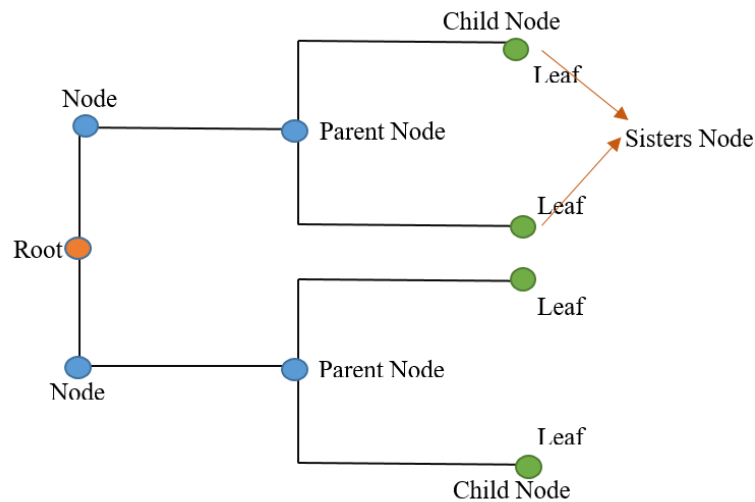 Child Node
Leaf
Node
Parent Node
Sisters Node
Leaf
Root
Leaf
Parent Node
Node
Leaf
Child Node